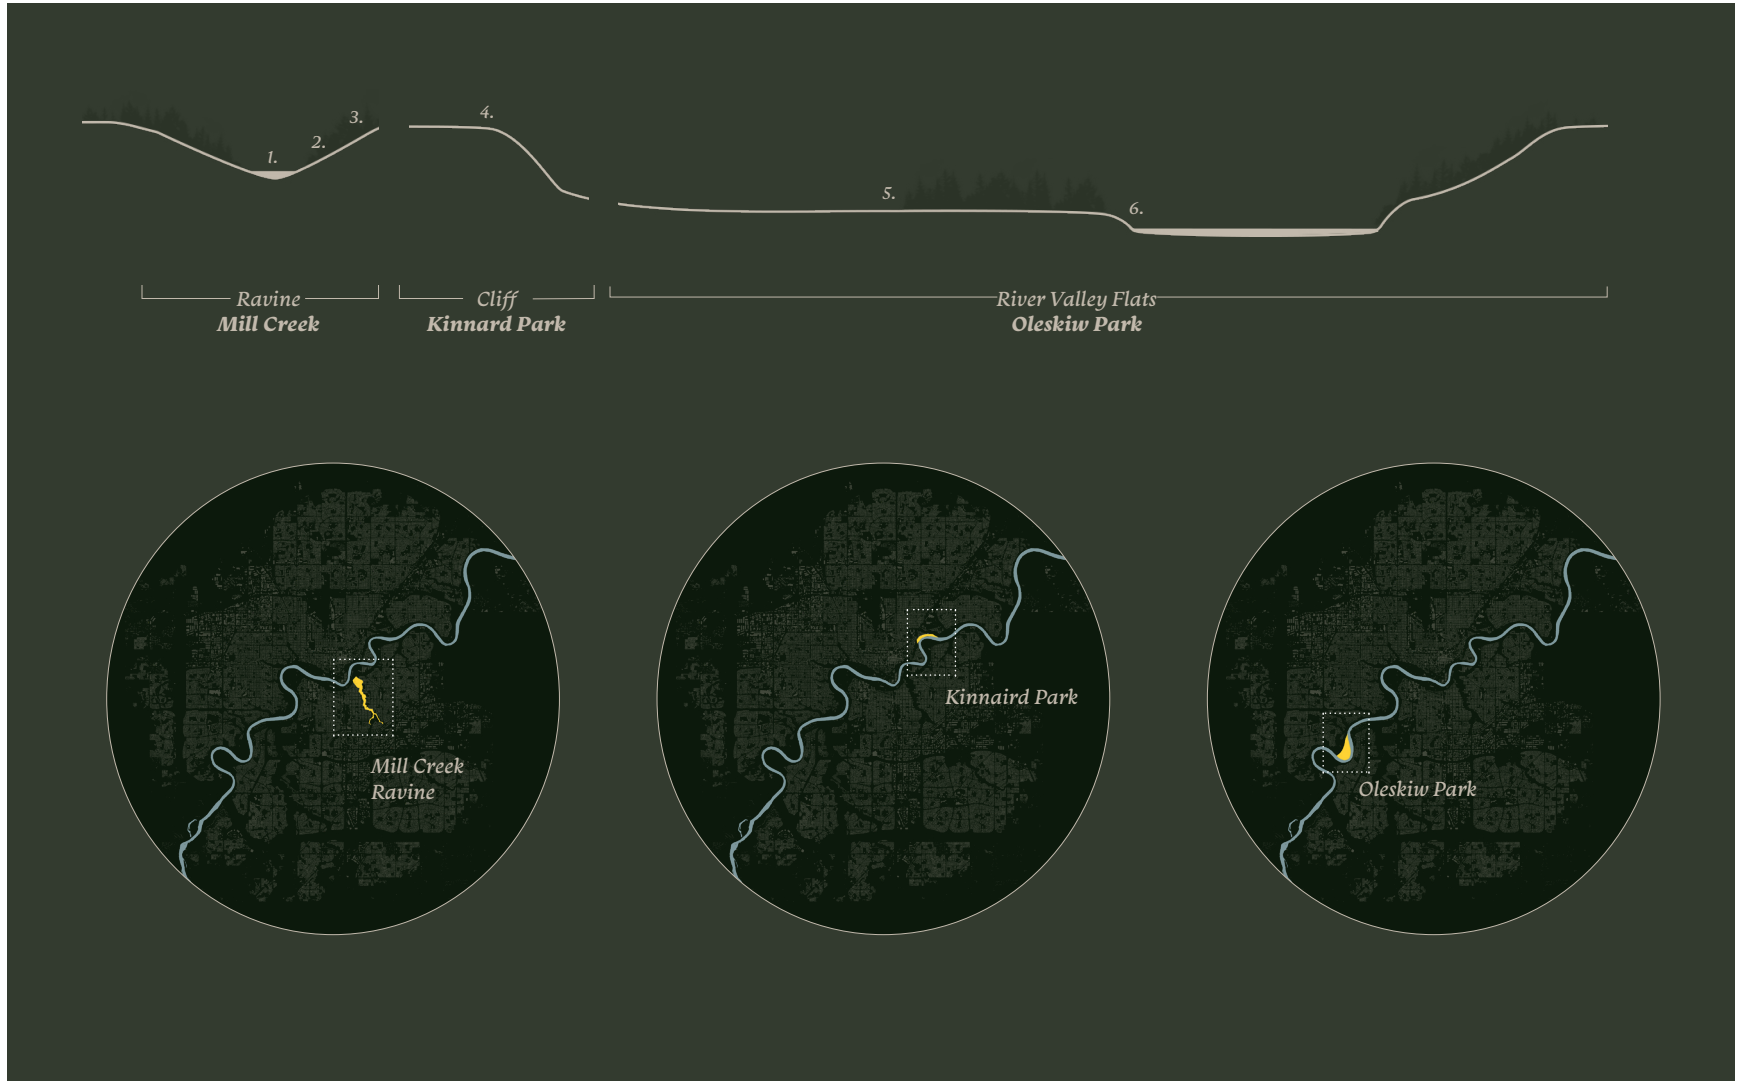 1.
2.
3.
4.
5.
6.
Ravine
Mill Creek
Cliff
Kinnard Park
River Valley Flats
Oleskiw Park
Mill Creek
Ravine
Kinnaird Park
Oleskiw Park